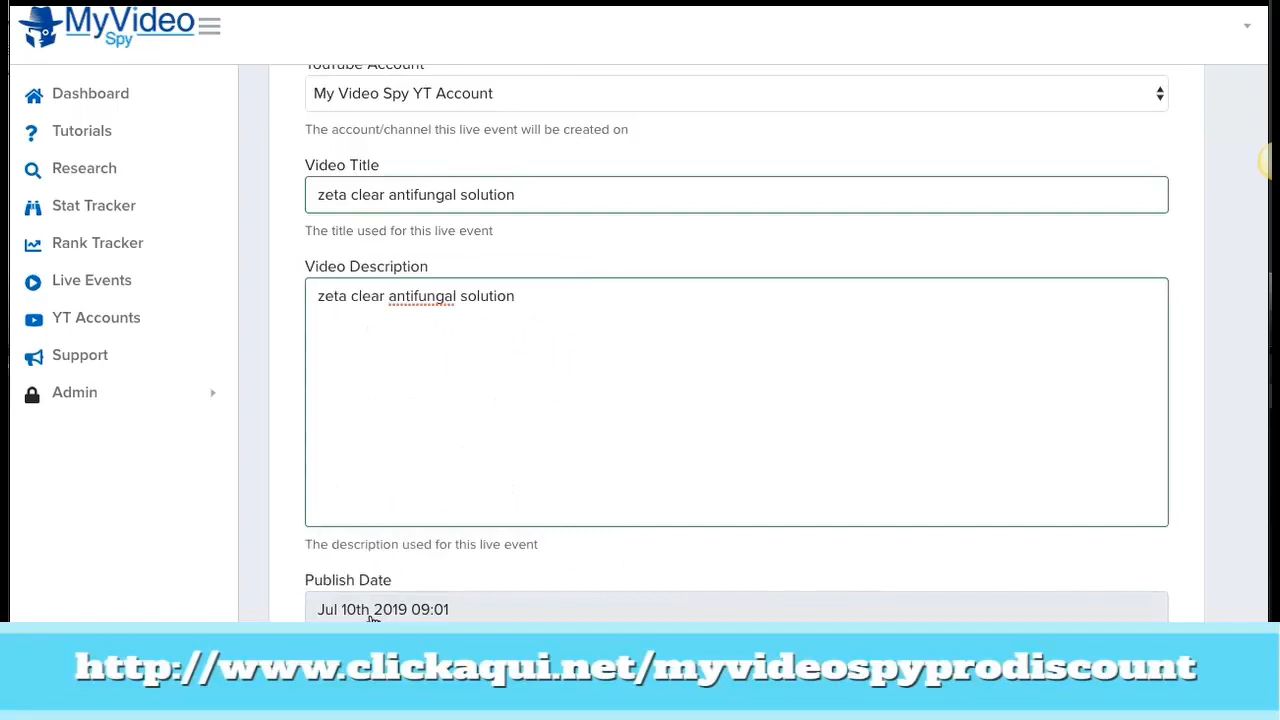 MyVideo
Spy
YouTube Account
Dashboard
My Video Spy YT Account
Tutorials
The account/channel this live event will be created on
Research
Video Title
zeta clear antifungal solution
Stat Tracker
The title used for this live event
Rank Tracker
Video Description
Live Events
zeta clear antifungal solution
YT Accounts
Support
Admin
The description used for this live event
Publish Date
Jul 10th 2019 09:01
http://www.clickaqui.net/myvideospyprodiscount